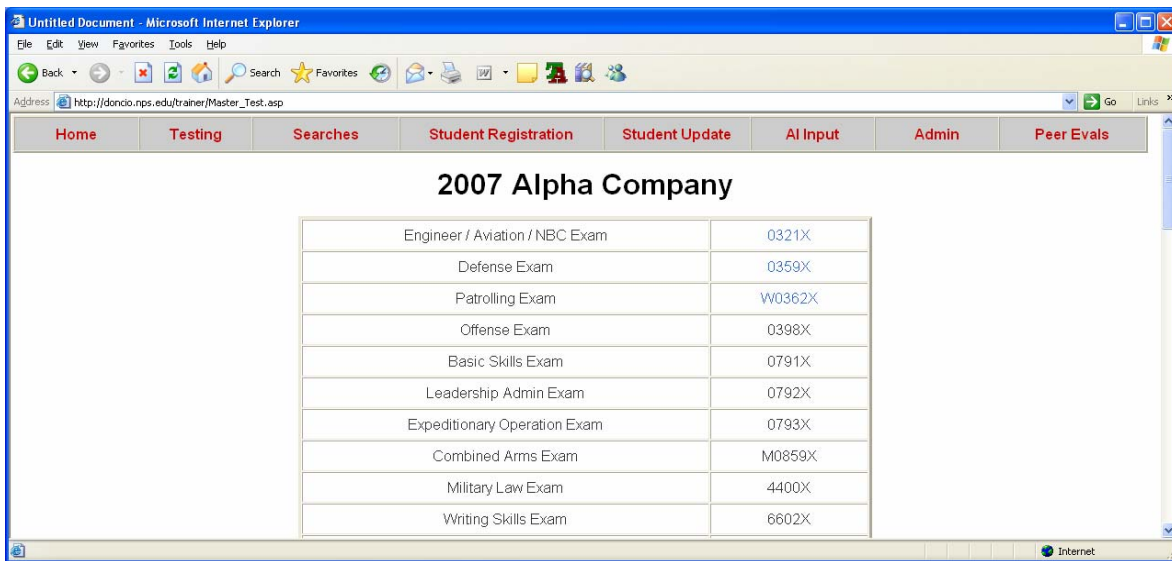 Untitled Document - Microsoft Internet Explorer
File Edit View Favorites Tools Help
Back Search Favorites
Address http://doncio.nps.edu/trainer/Master_Test.asp Go Links »
Home Testing Searches Student Registration Student Update AI Input Admin Peer Evals
2007 Alpha Company
Engineer / Aviation / NBC Exam 0321X
Defense Exam 0359X
Patrolling Exam W0362X
Offense Exam 0398X
Basic Skills Exam 0791X
Leadership Admin Exam 0792X
Expeditionary Operation Exam 0793X
Combined Arms Exam M0859X
Military Law Exam 4400X
Writing Skills Exam 6602X
Internet